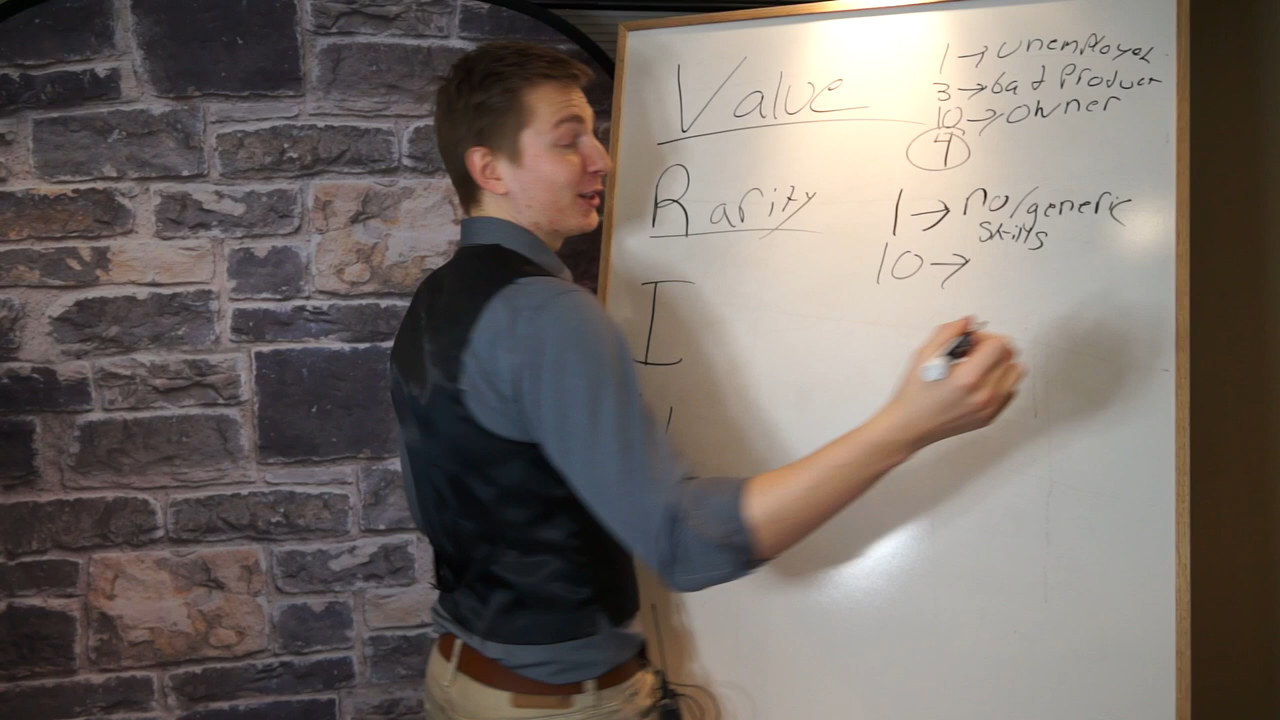 Value
1 → unemployed
3 → bad Product
10 → owner
4
Rarity
1 → no/generic
skills
10 →
I